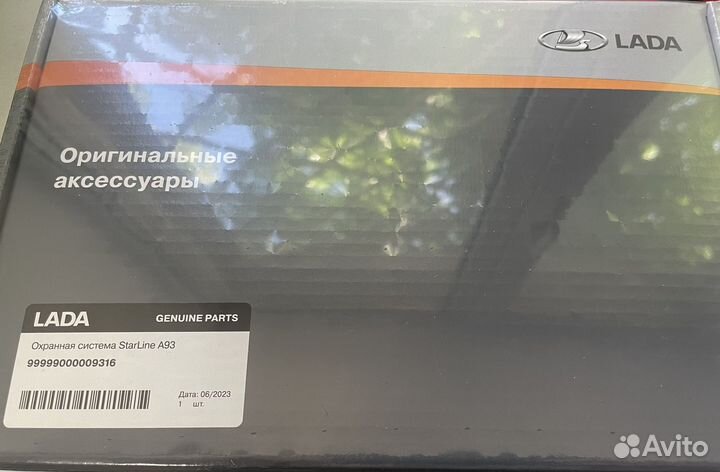 LADA
Оригинальные
аксессуары
LADA GENUINE PARTS
Охранная система StarLine A93
99999000009316
Дата: 06/2023
1 шт.
Avito